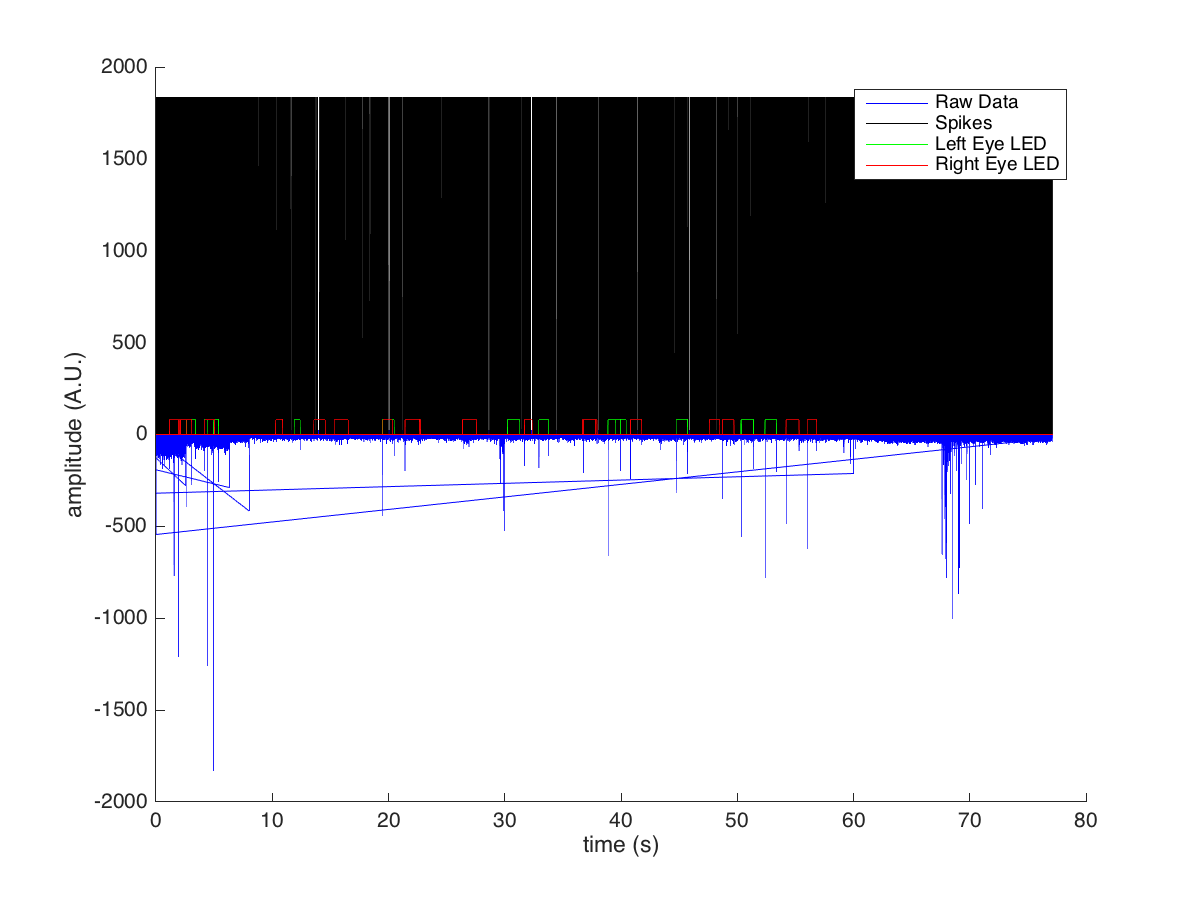 2000
1500
1000
500
0
-500
-1000
-1500
-2000
amplitude (A.U.)
Raw Data
Spikes
Left Eye LED
Right Eye LED
0 10 20 30 40 50 60 70 80
time (s)